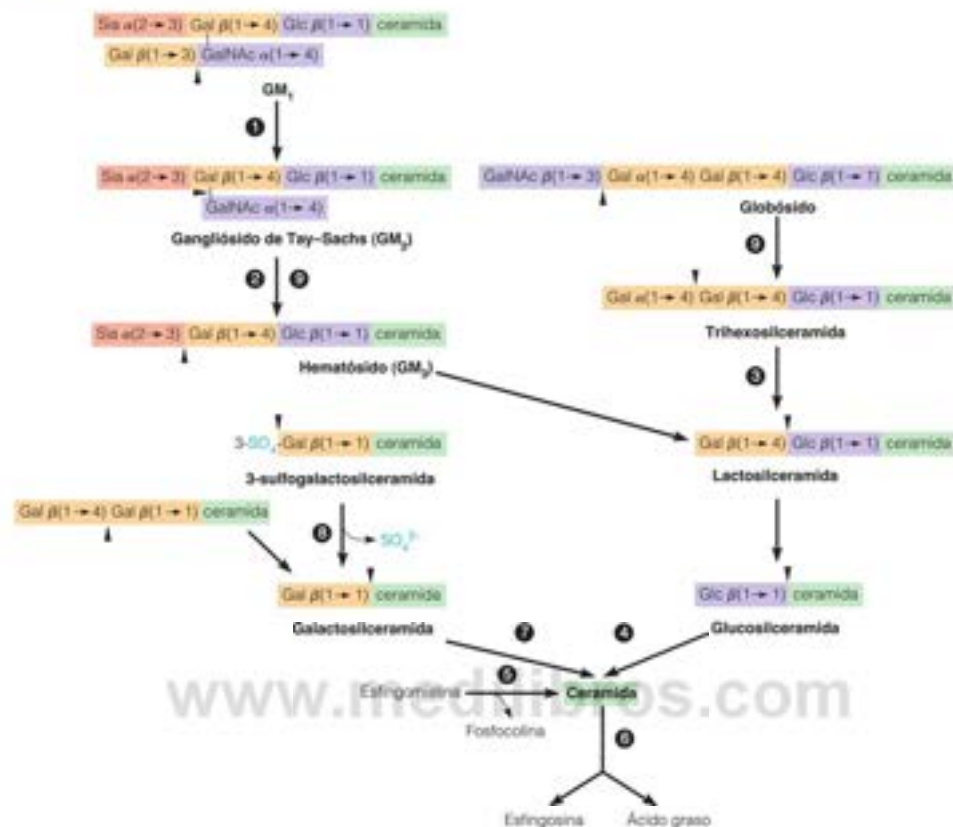 Sia α(2→3) Gal β(1→4) Glc β(1→1) ceramida
Gal β(1→3) GalNAc α(1→4)
GM₁
1
Sia α(2→3) Gal β(1→4) Glc β(1→1) ceramida
GalNAc α(1→4)
Gangliósido de Tay–Sachs (GM₂)
GalNAc β(1→3) Gal α(1→4) Gal β(1→4) Glc β(1→1) ceramida
Globósido
2 9
9
Sia α(2→3) Gal β(1→4) Glc β(1→1) ceramida
Hematósido (GM₃)
Gal α(1→4) Gal β(1→4) Glc β(1→1) ceramida
Trihexosilceramida
3
3-SO₄-Gal β(1→1) ceramida
3-sulfogalactosilceramida
Gal β(1→4) Glc β(1→1) ceramida
Lactosilceramida
Gal β(1→4) Gal β(1→1) ceramida
8
SO₄²⁻
Gal β(1→1) ceramida
Galactosilceramida
Glc β(1→1) ceramida
Glucosilceramida
7
4
5
Esfingomielina
Ceramida
Fosfocolina
www.medilibros.com
6
Esfingosina
Ácido graso